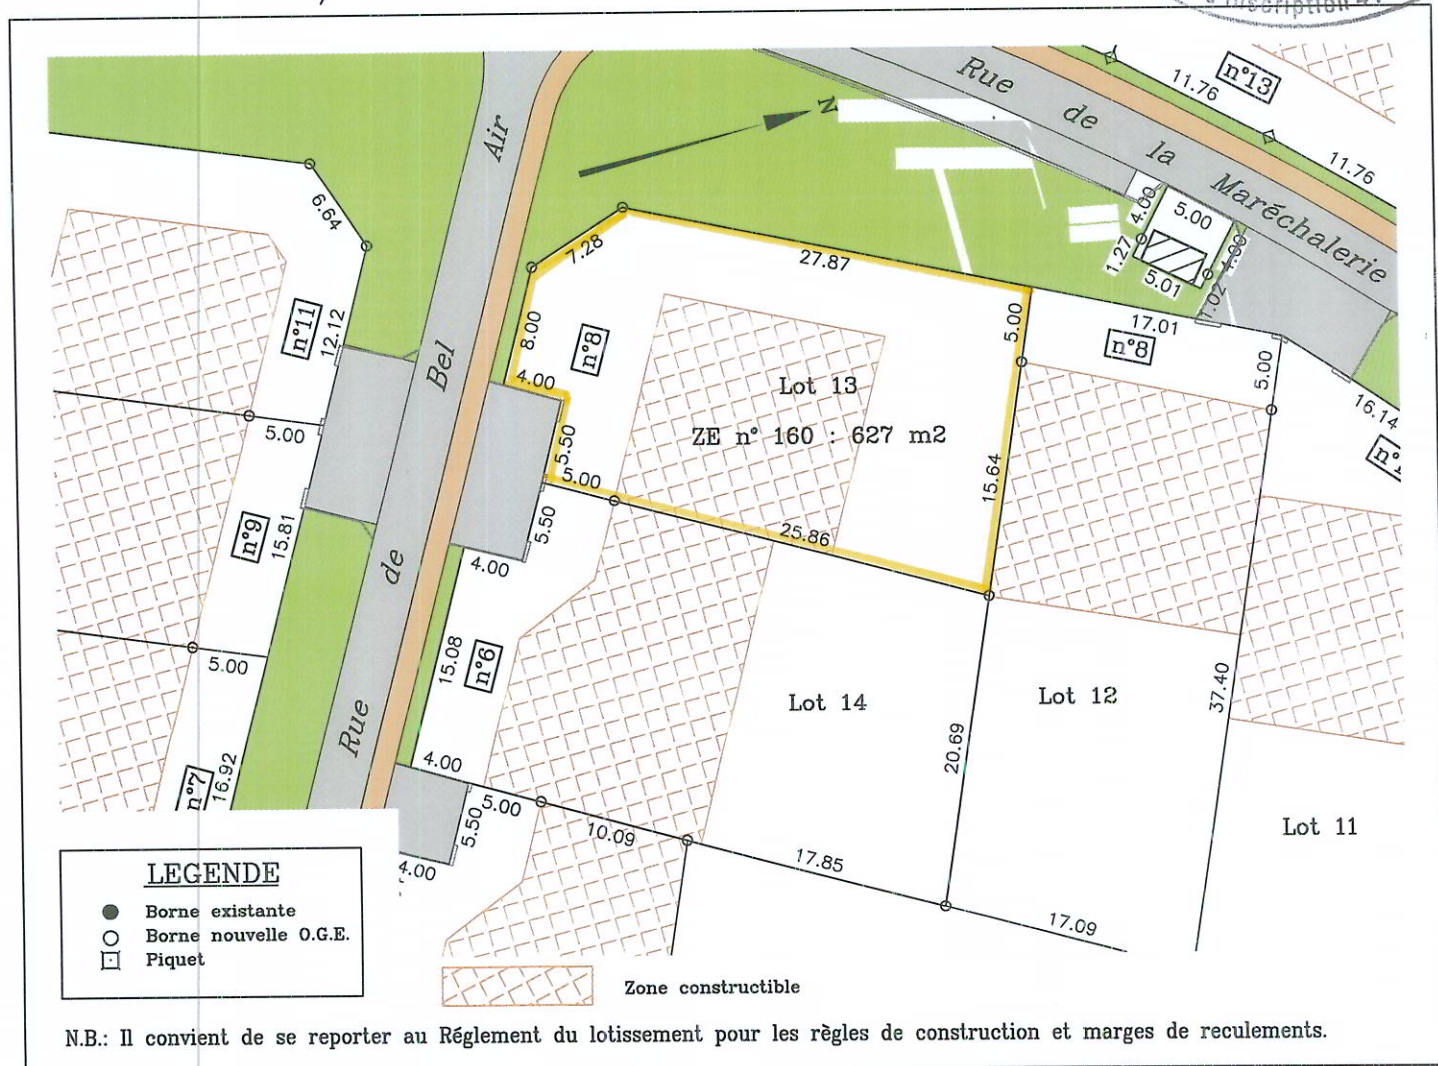 d'inscription
Rue de la Maréchalerie
n°13
11.76
11.76
Rue de Bel Air
N
6.64
7.28
27.87
4.00
5.00
4.00
1.27
5.01
1.02
n°11
12.12
8.00
n°8
5.00
17.01
n°8
5.00
4.00
Lot 13
16.14
5.00
5.50
ZE n° 160 : 627 m2
5.00
15.64
n°9
15.81
5.50
25.86
4.00
5.00
15.08
n°6
Lot 14
Lot 12
37.40
20.69
n°7
16.92
4.00
5.00
5.50
10.09
17.85
Lot 11
4.00
17.09
LEGENDE
Borne existante
Borne nouvelle O.G.E.
Piquet
Zone constructible
N.B.: Il convient de se reporter au Réglement du lotissement pour les règles de construction et marges de reculements.